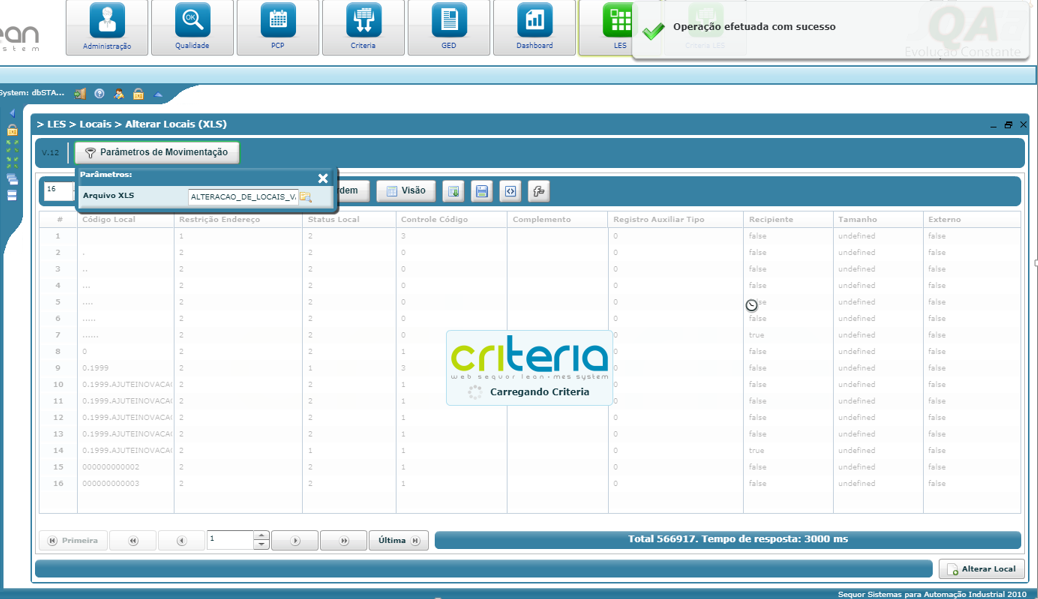 ean
s t e m
Administração
Qualidade
PCP
Criteria
GED
Dashboard
LES
Operação efetuada com sucesso
QA
Evolução Constante
System: dbSTA...
> LES > Locais > Alterar Locais (XLS)
V.12
Parâmetros de Movimentação
Parâmetros:
Arquivo XLS
ALTERACAO_DE_LOCAIS_V
16
rdem
Visão
# Código Local Restrição Endereço Status Local Controle Código Complemento Registro Auxiliar Tipo Recipiente Tamanho Externo
1 1 2 3 0 false undefined false
2 . 2 2 0 0 false undefined false
3 .. 2 2 0 0 false undefined false
4 ... 2 2 0 0 false undefined false
5 .... 2 2 0 0 se undefined false
6 ..... 2 2 0 0 false undefined false
7 ...... 2 2 0 0 true undefined false
8 0 2 2 1 0 false undefined false
9 0.1999 2 1 3 0 false undefined false
10 0.1999.AJUTEINOVACAC 2 2 1 0 false undefined false
11 0.1999.AJUTEINOVACAC 2 2 1 0 false undefined false
12 0.1999.AJUTEINOVACAC 2 2 1 0 false undefined false
13 0.1999.AJUTEINOVACAC 2 2 1 0 false undefined false
14 0.1999.AJUTEINOVACAC 2 1 1 0 true undefined false
15 000000000002 2 2 1 0 false undefined false
16 000000000003 2 2 1 0 false undefined false
criteria
web sequor lean-mes system
Carregando Criteria
Primeira
1
Última
Total 566917. Tempo de resposta: 3000 ms
Alterar Local
Sequor Sistemas para Automação Industrial 2010